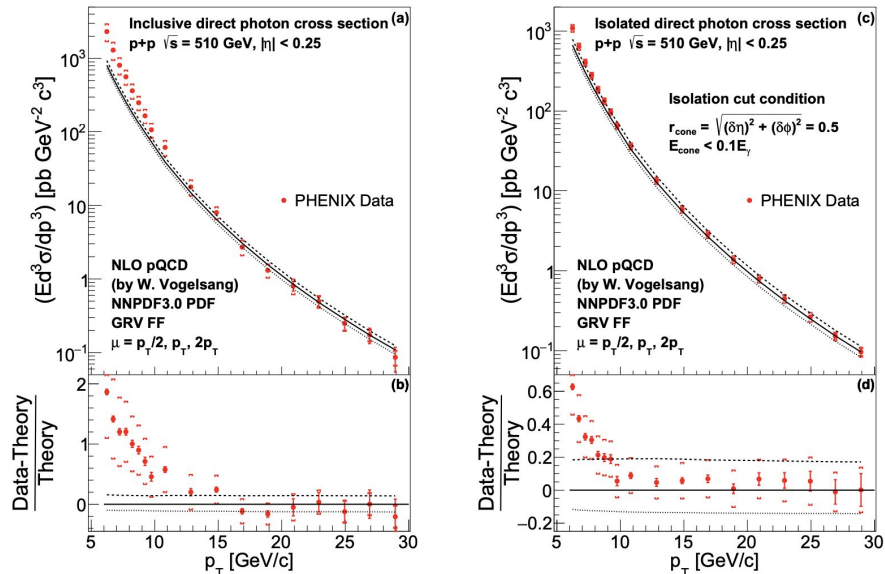 (a)
Inclusive direct photon cross section
p+p √s = 510 GeV, |η| < 0.25
10³
10²
10
1
10⁻¹
(Ed³σ/dp³) [pb GeV⁻² c³]
PHENIX Data
NLO pQCD
(by W. Vogelsang)
NNPDF3.0 PDF
GRV FF
μ = p_T/2, p_T, 2p_T
(b)
2
1
0
Data-Theory
Theory
5
10
15
20
25
30
p_T [GeV/c]
(c)
Isolated direct photon cross section
p+p √s = 510 GeV, |η| < 0.25
Isolation cut condition
r_cone = √(δη)² + (δφ)² = 0.5
E_cone < 0.1E_γ
10³
10²
10
1
10⁻¹
(Ed³σ/dp³) [pb GeV⁻² c³]
PHENIX Data
NLO pQCD
(by W. Vogelsang)
NNPDF3.0 PDF
GRV FF
μ = p_T/2, p_T, 2p_T
(d)
0.6
0.4
0.2
0
−0.2
Data-Theory
Theory
5
10
15
20
25
30
p_T [GeV/c]